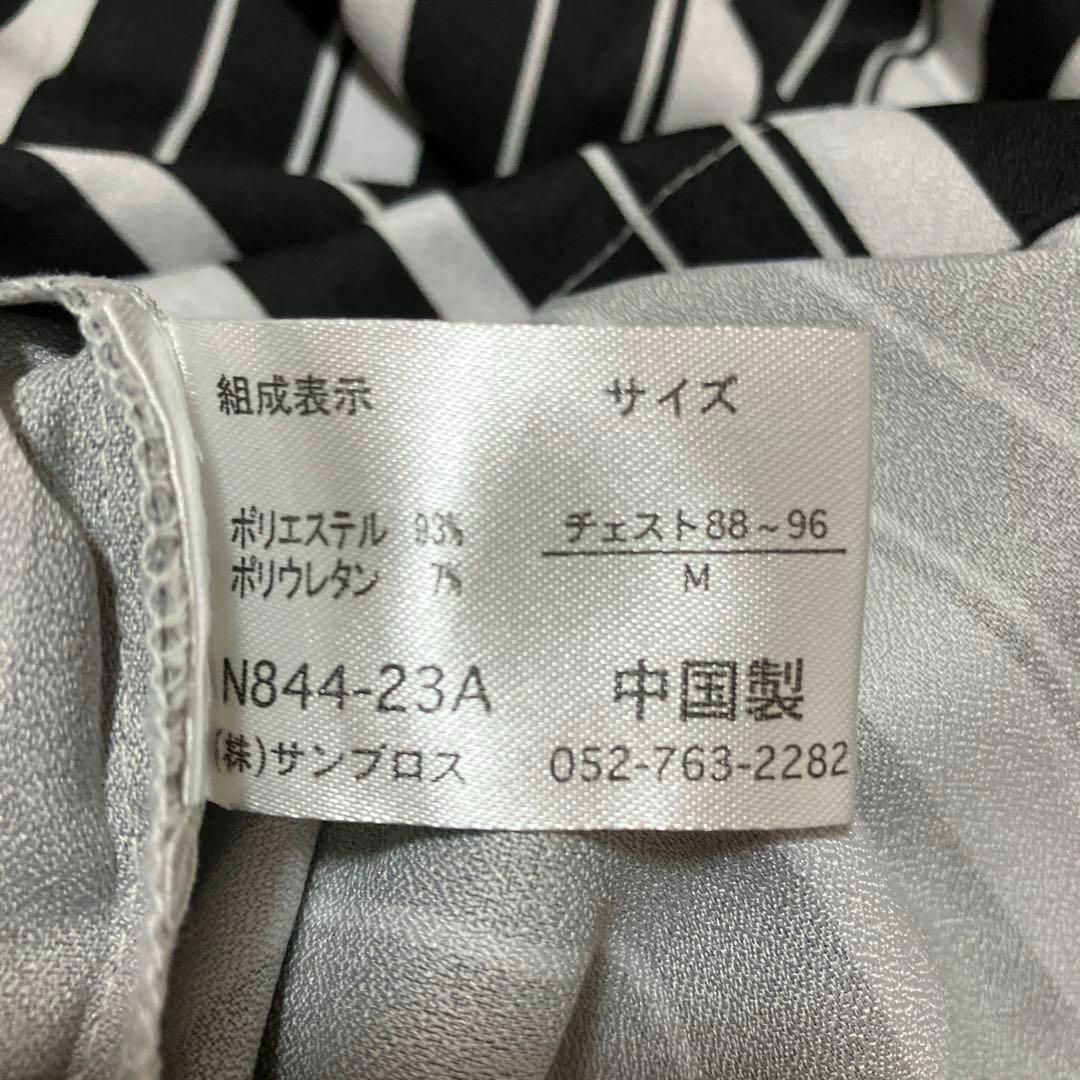 組成表示 サイズ
ポリエステル 93% チェスト88~96
ポリウレタン 7% M
N844-23A 中国製
(株)サンブロス 052-763-2282